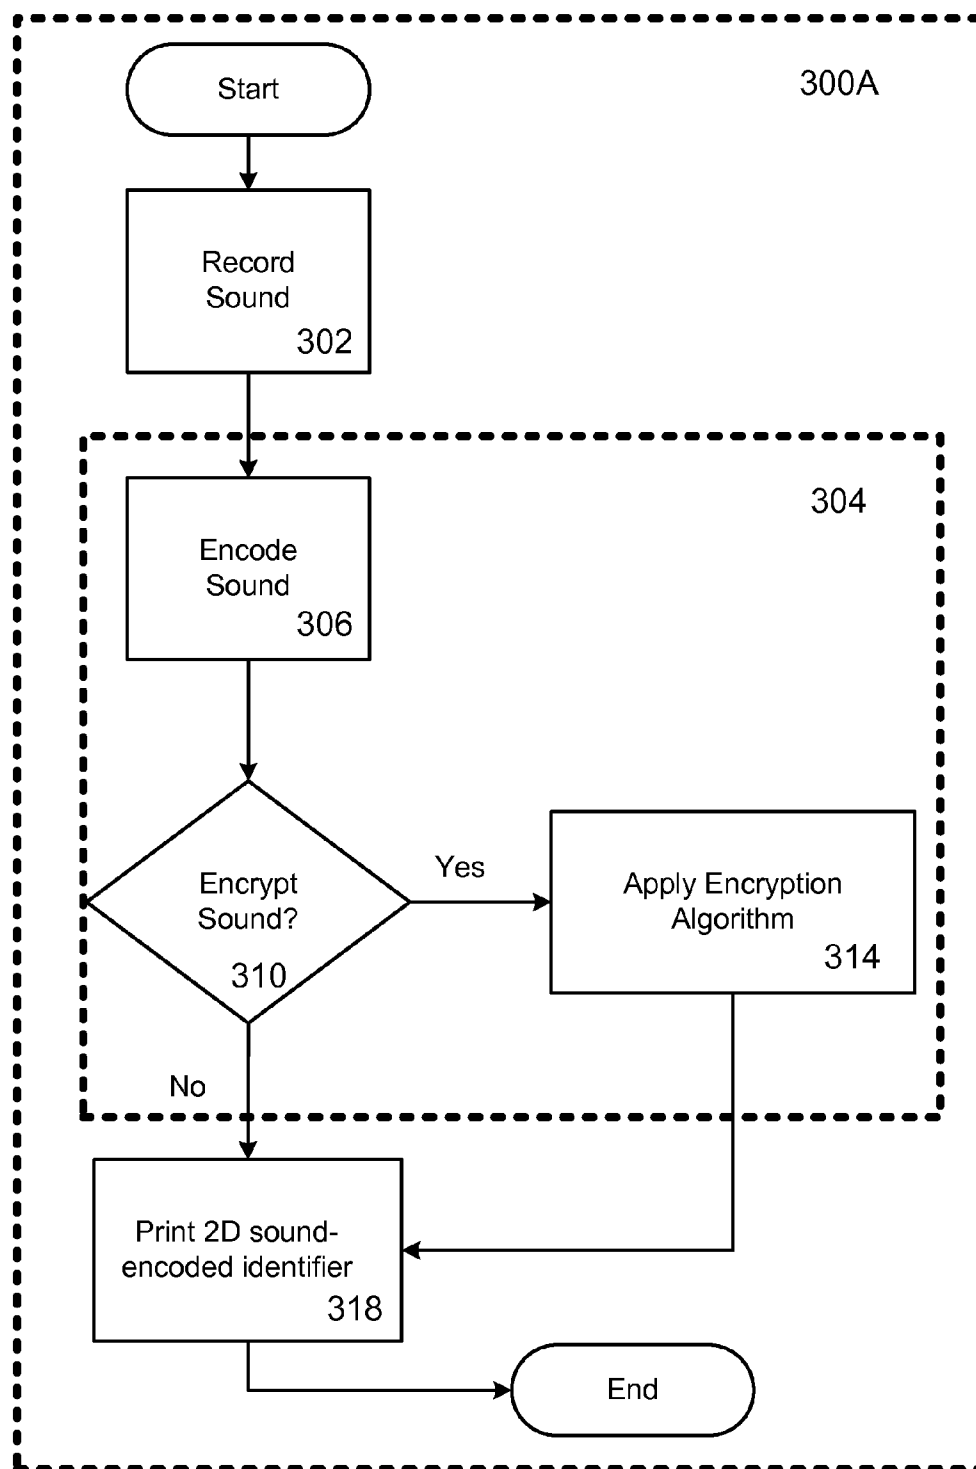 Start
300A
Record
Sound
302
304
Encode
Sound
306
Encrypt
Sound?
310
Yes
Apply Encryption
Algorithm
314
No
Print 2D sound-
encoded identifier
318
End